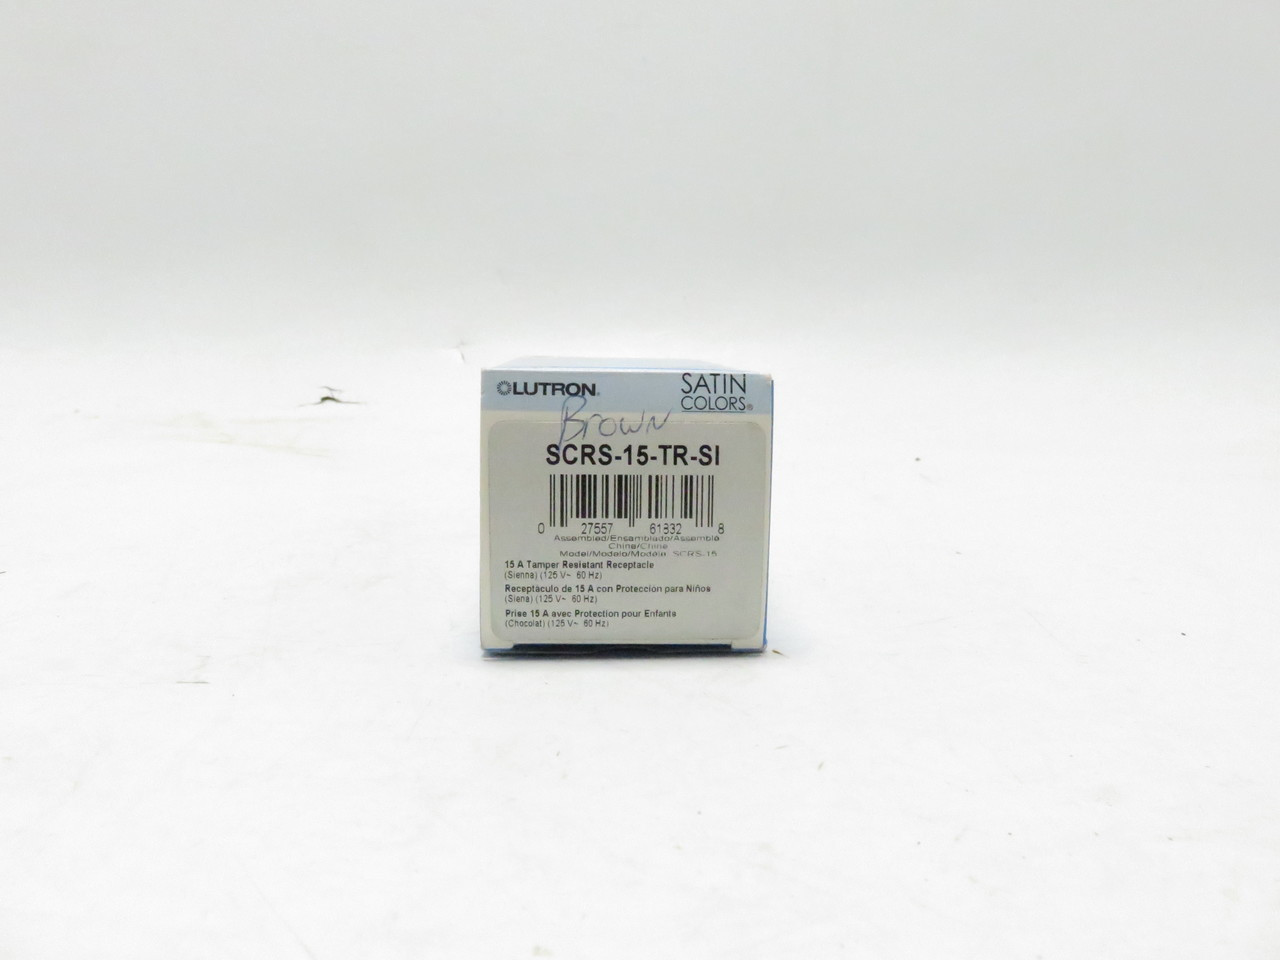 LUTRON.
SATIN
COLORS®
Brown
SCRS-15-TR-SI
0 27557 61832 8
Assembled/Ensamblado/Assemblé
China/Chine
Model/Modelo/Modèle: SCRS-15
15 A Tamper Resistant Receptacle
(Sienna) (125 V~ 60 Hz)
Receptáculo de 15 A con Protección para Niños
(Siena) (125 V~ 60 Hz)
Prise 15 A avec Protection pour Enfants
(Chocolat) (125 V~ 60 Hz)